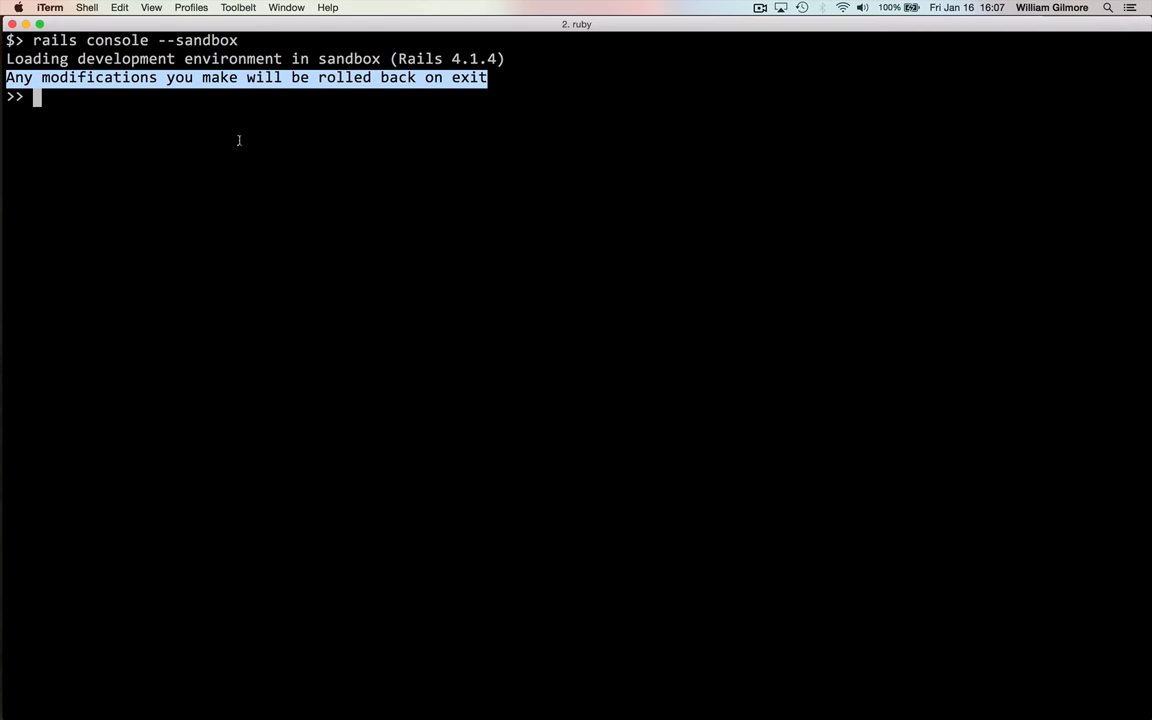 iTerm Shell Edit View Profiles Toolbelt Window Help 100% Fri Jan 16 16:07 William Gilmore
2. ruby
$> rails console --sandbox
Loading development environment in sandbox (Rails 4.1.4)
Any modifications you make will be rolled back on exit
>>